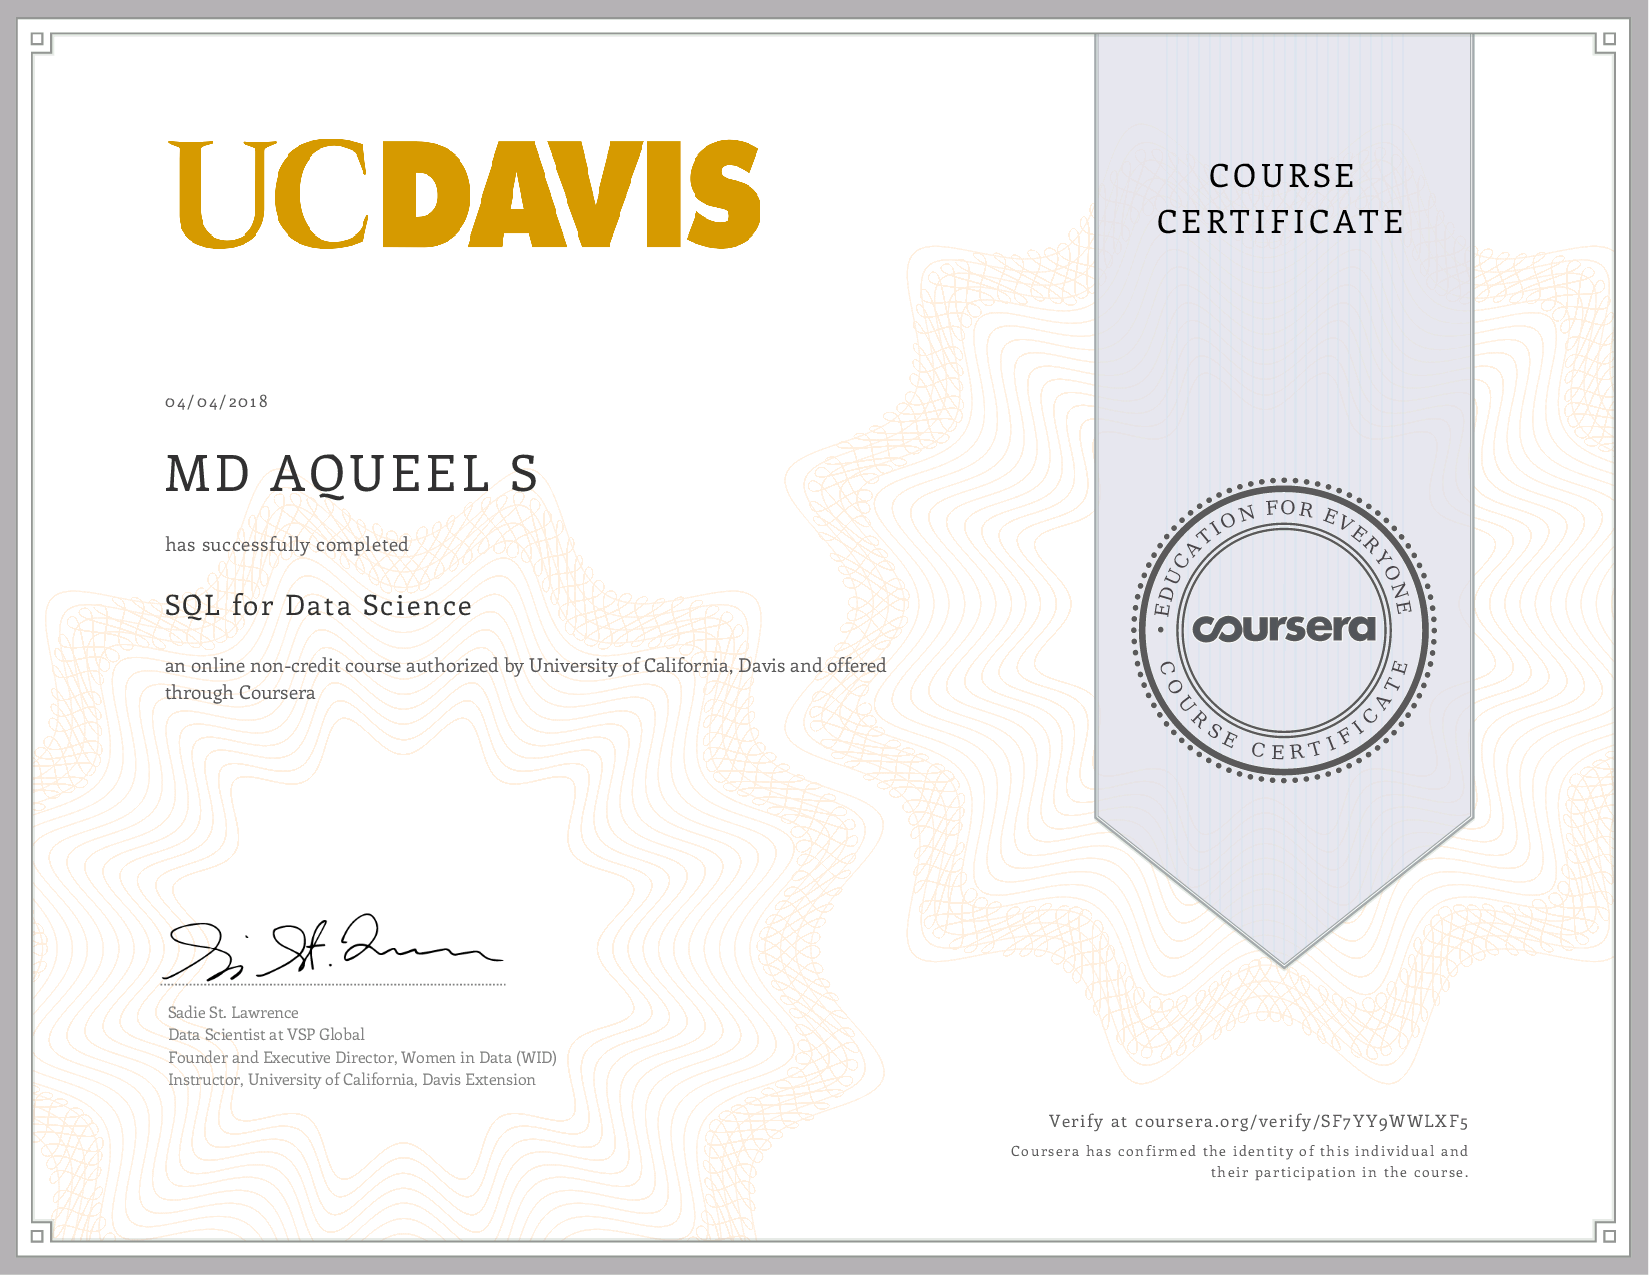 UCDAVIS
COURSE
CERTIFICATE
04/04/2018
MD AQUEEL S
has successfully completed
SQL for Data Science
an online non-credit course authorized by University of California, Davis and offered
through Coursera
• EDUCATION FOR EVERYONE
coursera
COURSE CERTIFICATE
Sadie St. Lawrence
Data Scientist at VSP Global
Founder and Executive Director, Women in Data (WID)
Instructor, University of California, Davis Extension
Verify at coursera.org/verify/SF7YY9WWLXF5
Coursera has confirmed the identity of this individual and
their participation in the course.